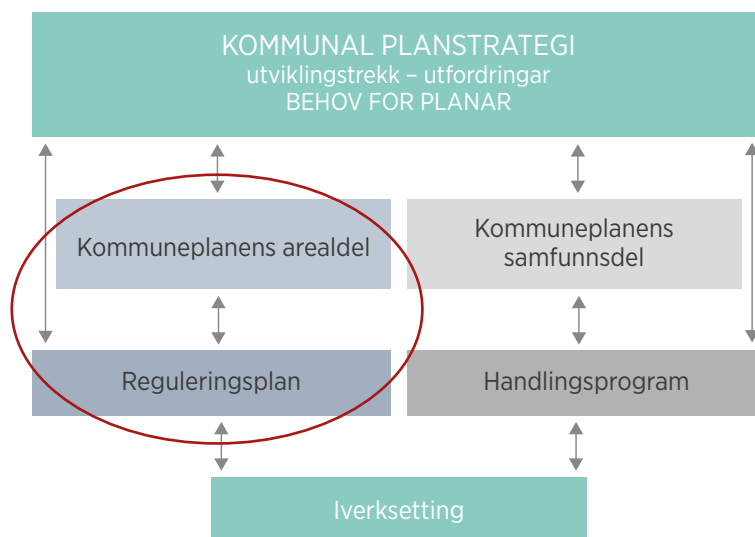 KOMMUNAL PLANSTRATEGI
utviklingstrekk – utfordringar
BEHOV FOR PLANAR
Kommuneplanens arealdel
Kommuneplanens
samfunnsdel
Reguleringsplan
Handlingsprogram
Iverksetting